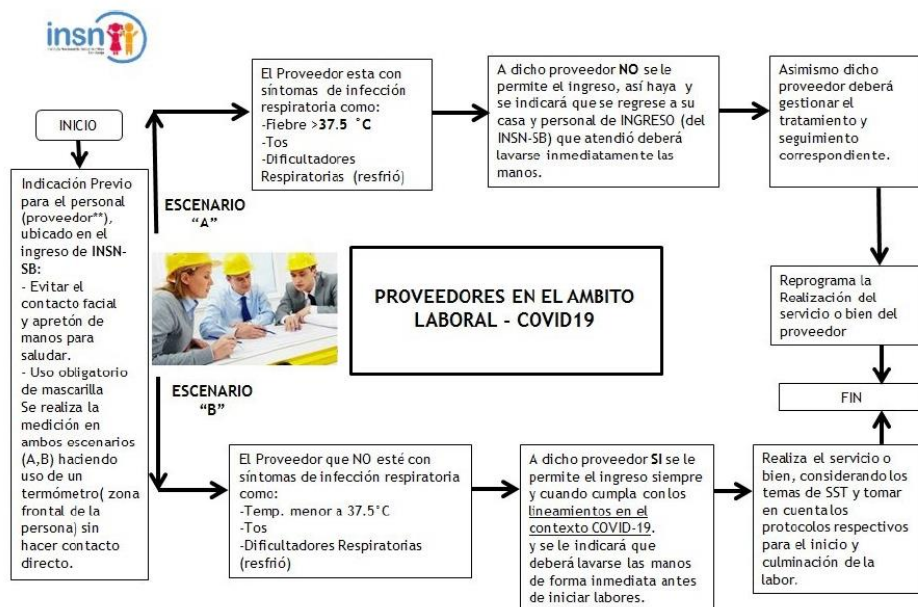 insn
INICIO
Indicación Previo
para el personal
(proveedor**),
ubicado en el
ingreso de INSN-
SB:
- Evitar el
contacto facial
y apretón de
manos para
saludar.
- Uso obligatorio
de mascarilla
Se realiza la
medición en
ambos escenarios
(A,B) haciendo
uso de un
termómetro( zona
frontal de la
persona) sin
hacer contacto
directo.
ESCENARIO
“A”
El Proveedor esta con
síntomas de infección
respiratoria como:
-Fiebre >37.5 °C
-Tos
-Dificultadores
Respiratorias (resfrió)
A dicho proveedor NO se le
permite el ingreso, así haya y
se indicará que se regrese a su
casa y personal de INGRESO (del
INSN-SB) que atendió deberá
lavarse inmediatamente las
manos.
Asimismo dicho
proveedor deberá
gestionar el
tratamiento y
seguimiento
correspondiente.
Reprograma la
Realización del
servicio o bien del
proveedor
PROVEEDORES EN EL AMBITO
LABORAL - COVID19
ESCENARIO
“B”
El Proveedor que NO esté con
síntomas de infección respiratoria
como:
-Temp. menor a 37.5°C
-Tos
-Dificultadores Respiratorias
(resfrió)
A dicho proveedor SI se le
permite el ingreso siempre
y cuando cumpla con los
lineamientos en el
contexto COVID-19.
y se le indicará que
deberá lavarse las manos
de forma inmediata antes
de iniciar labores.
Realiza el servicio o
bien, considerando los
temas de SST y tomar
en cuenta los
protocolos respectivos
para el inicio y
culminación de la
labor.
FIN